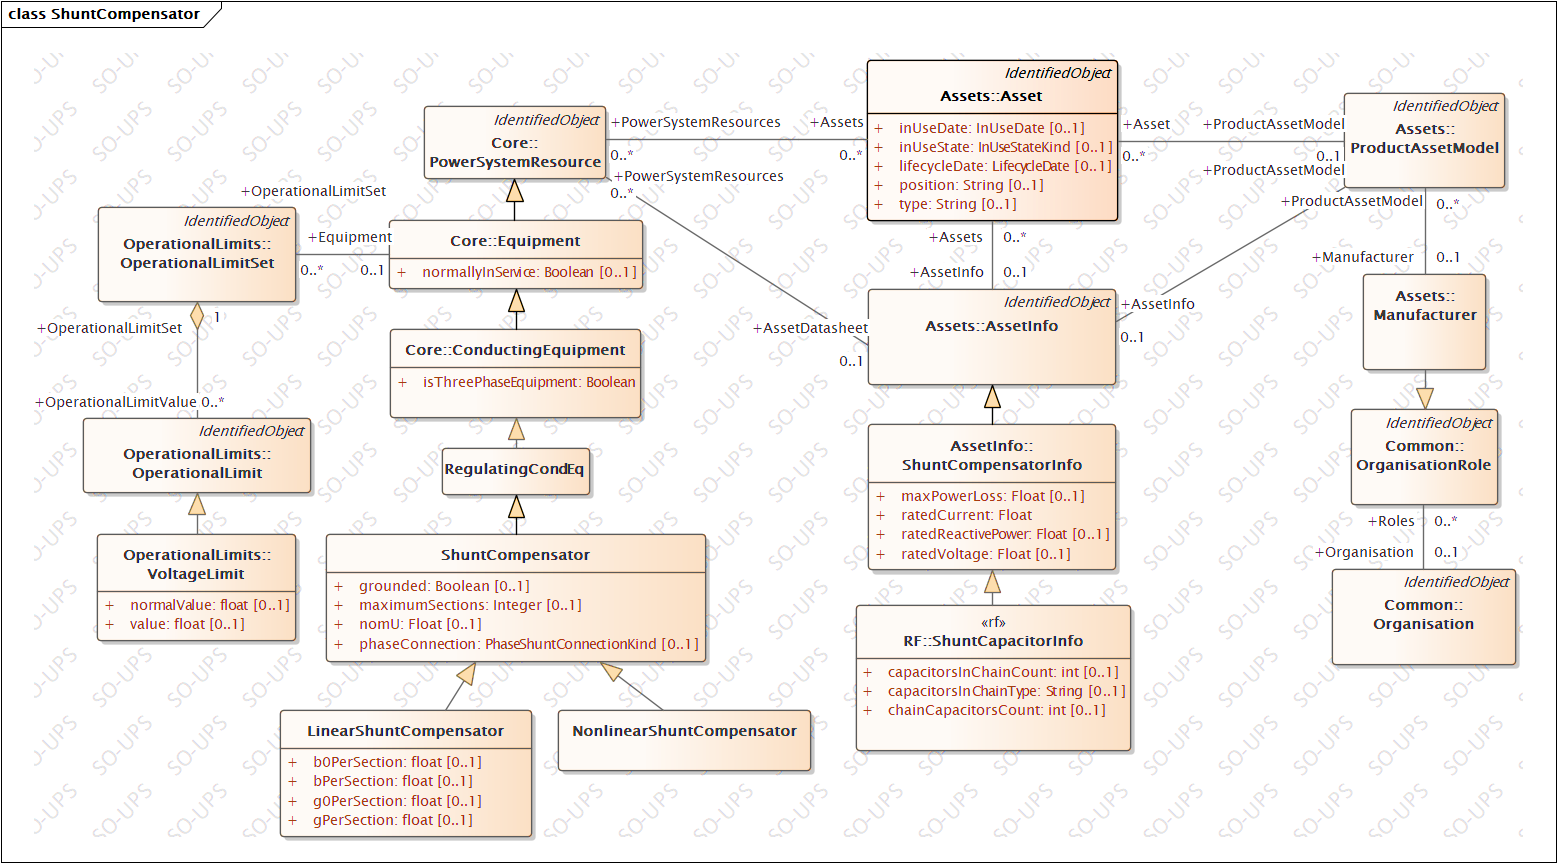 class ShuntCompensator
IdentifiedObject
Assets::Asset
+ inUseDate: InUseDate [0..1]
+ inUseState: InUseStateKind [0..1]
+ lifecycleDate: LifecycleDate [0..1]
+ position: String [0..1]
+ type: String [0..1]
IdentifiedObject
Core::
PowerSystemResource
+PowerSystemResources
+Assets
0..*
0..*
+PowerSystemResources
0..*
+Asset
+ProductAssetModel
0..*
0..1
+ProductAssetModel
+ProductAssetModel
IdentifiedObject
Assets::
ProductAssetModel
0..*
+Manufacturer
0..1
+OperationalLimitSet
IdentifiedObject
OperationalLimits::
OperationalLimitSet
+Equipment
0..*
0..1
Core::Equipment
+ normallyInService: Boolean [0..1]
+Assets
0..*
+AssetInfo
0..1
IdentifiedObject
Assets::AssetInfo
+AssetInfo
0..1
+AssetDatasheet
0..1
Assets::
Manufacturer
+OperationalLimitSet
1
+OperationalLimitValue 0..*
Core::ConductingEquipment
+ isThreePhaseEquipment: Boolean
IdentifiedObject
OperationalLimits::
OperationalLimit
RegulatingCondEq
AssetInfo::
ShuntCompensatorInfo
+ maxPowerLoss: Float [0..1]
+ ratedCurrent: Float
+ ratedReactivePower: Float [0..1]
+ ratedVoltage: Float [0..1]
IdentifiedObject
Common::
OrganisationRole
+Roles
0..*
+Organisation
0..1
OperationalLimits::
VoltageLimit
+ normalValue: float [0..1]
+ value: float [0..1]
ShuntCompensator
+ grounded: Boolean [0..1]
+ maximumSections: Integer [0..1]
+ nomU: Float [0..1]
+ phaseConnection: PhaseShuntConnectionKind [0..1]
IdentifiedObject
Common::
Organisation
«rf»
RF::ShuntCapacitorInfo
+ capacitorsInChainCount: int [0..1]
+ capacitorsInChainType: String [0..1]
+ chainCapacitorsCount: int [0..1]
LinearShuntCompensator
+ b0PerSection: float [0..1]
+ bPerSection: float [0..1]
+ g0PerSection: float [0..1]
+ gPerSection: float [0..1]
NonlinearShuntCompensator
SO-UPS